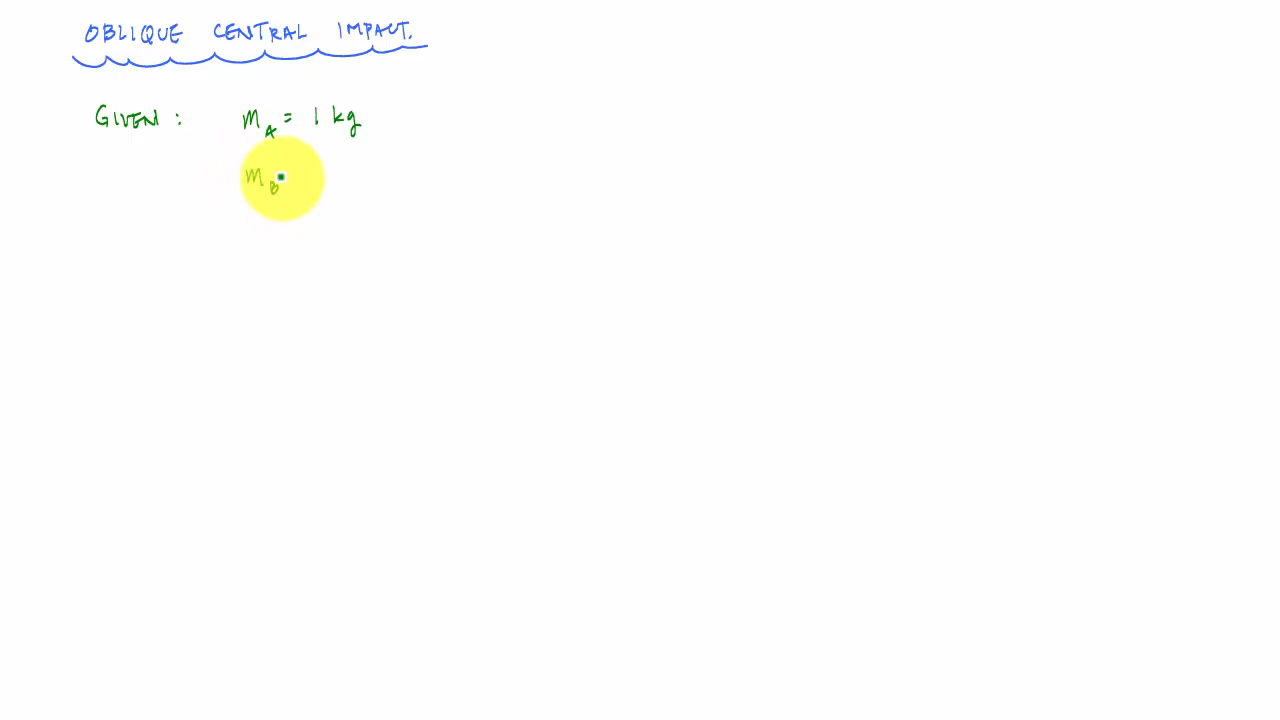 OBLIQUE CENTRAL IMPACT.
GIVEN : m_A = 1 kg
m_B